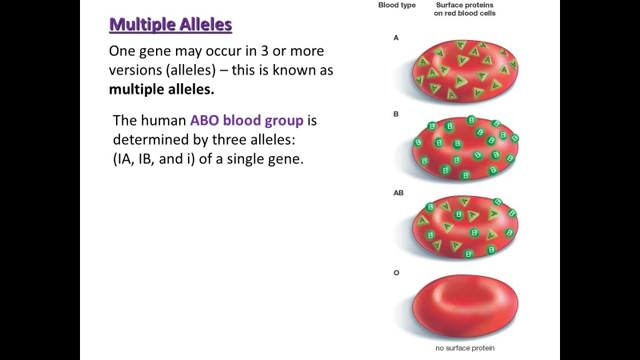 Multiple Alleles
One gene may occur in 3 or more
versions (alleles) – this is known as
multiple alleles.
The human ABO blood group is
determined by three alleles:
(IA, IB, and i) of a single gene.
Blood type
Surface proteins
on red blood cells
A
B
AB
O
no surface protein